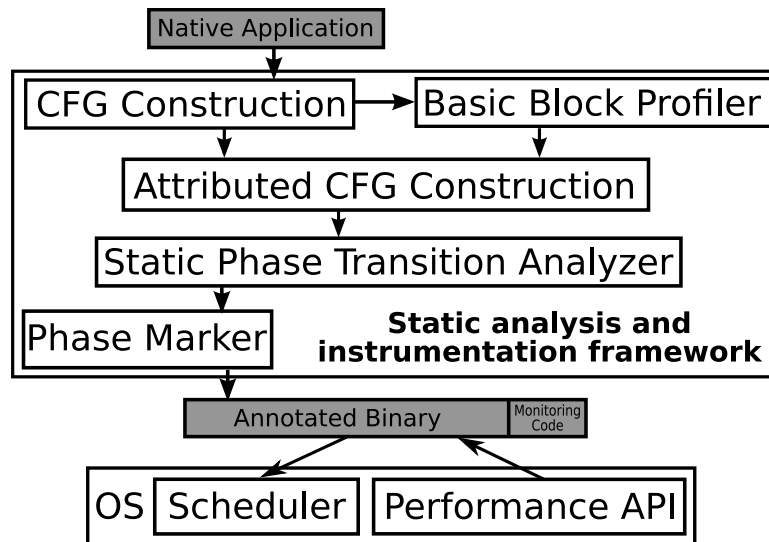 Native Application
CFG Construction
Basic Block Profiler
Attributed CFG Construction
Static Phase Transition Analyzer
Phase Marker
Static analysis and
instrumentation framework
Annotated Binary
Monitoring
Code
OS
Scheduler
Performance API